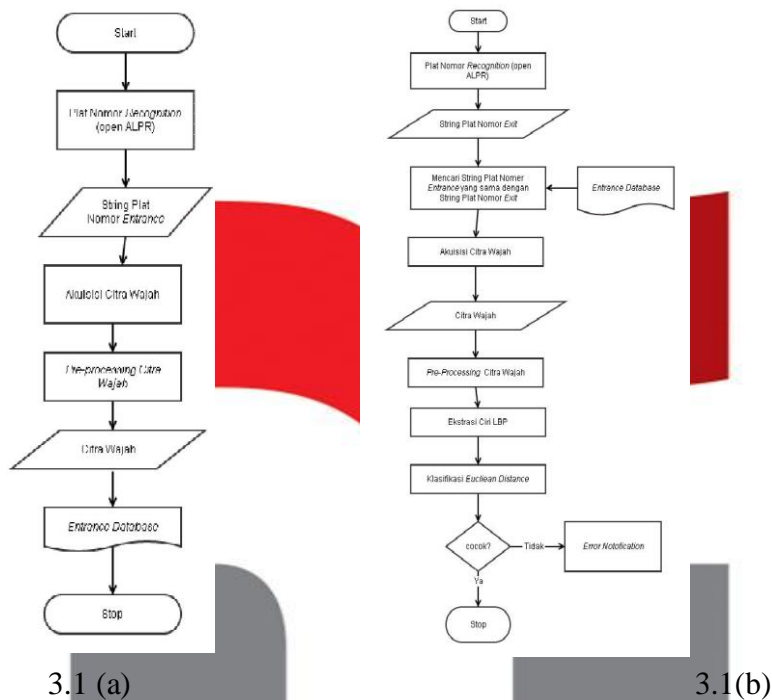 Start
Plat Nomor Recognition
(open ALPR)
String Plat
Nomor Entrance
Akuisisi Citra Wajah
Pre-processing Citra
Wajah
Citra Wajah
Entrance Database
Stop
3.1 (a)
Start
Plat Nomor Recognition (open
ALPR)
String Plat Nomor Exit
Mencari String Plat Nomer
Entrance yang sama dengan
String Plat Nomor Exit
Entrance Database
Akuisisi Citra Wajah
Citra Wajah
Pre-Processing Citra Wajah
Ekstrasi Ciri LBP
Klasifikasi Eucliean Distance
cocok?
Tidak
Error Notofication
Ya
Stop
3.1(b)